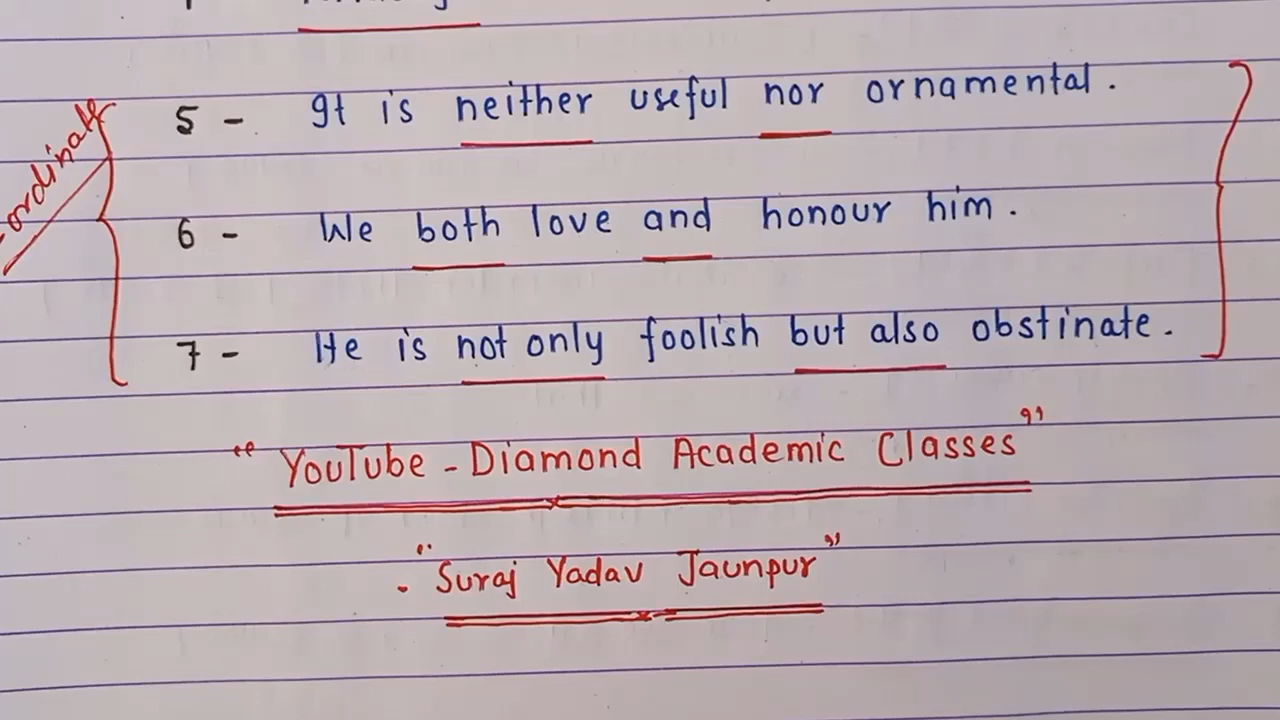 5 - It is neither useful nor ornamental.
-ordinate
6 - We both love and honour him.
7 - He is not only foolish but also obstinate.
"YouTube - Diamond Academic Classes"
. "Suraj Yadav Jaunpur"